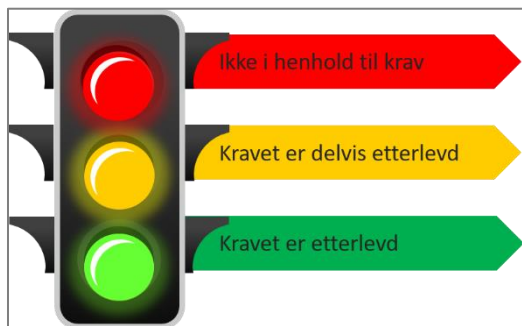 Ikke i henhold til krav
Kravet er delvis etterlevd
Kravet er etterlevd